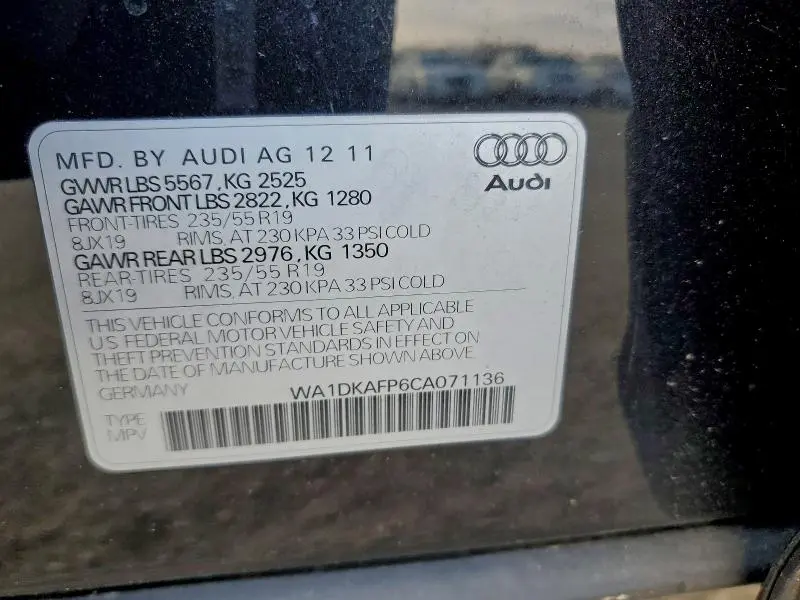 MFD. BY AUDI AG 12 11
Audi
GVWR LBS 5567, KG 2525
GAWR FRONT LBS 2822, KG 1280
FRONT-TIRES 235/55 R19
8JX19 RIMS, AT 230 KPA 33 PSI COLD
GAWR REAR LBS 2976, KG 1350
REAR-TIRES 235/55 R19
8JX19 RIMS, AT 230 KPA 33 PSI COLD
THIS VEHICLE CONFORMS TO ALL APPLICABLE
U.S FEDERAL MOTOR VEHICLE SAFETY AND
THEFT PREVENTION STANDARDS IN EFFECT ON
THE DATE OF MANUFACTURE SHOWN ABOVE.
GERMANY WA1DKAFP6CA071136
TYPE
MPV